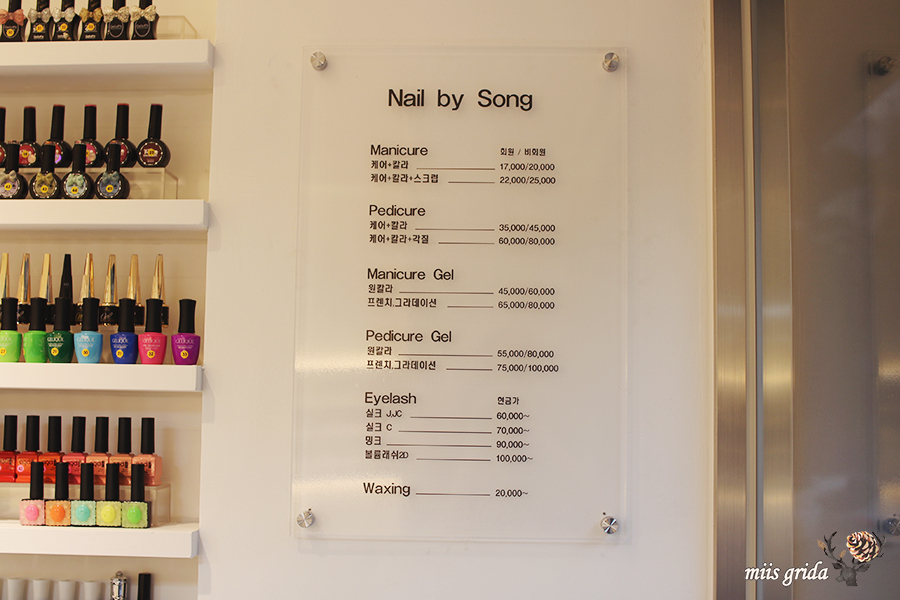 Nail by Song
Manicure 회원 / 비회원
케어+칼라 17,000/20,000
케어+칼라+스크럽 22,000/25,000
Pedicure
케어+칼라 35,000/45,000
케어+칼라+각질 60,000/80,000
Manicure Gel
원칼라 45,000/60,000
프렌치.그라데이션 65,000/80,000
Pedicure Gel
원칼라 55,000/80,000
프렌치.그라데이션 75,000/100,000
Eyelash 현금가
실크 J,JC 60,000~
실크 C 70,000~
밍크 90,000~
볼륨래쉬2D 100,000~
Waxing 20,000~
miis grida